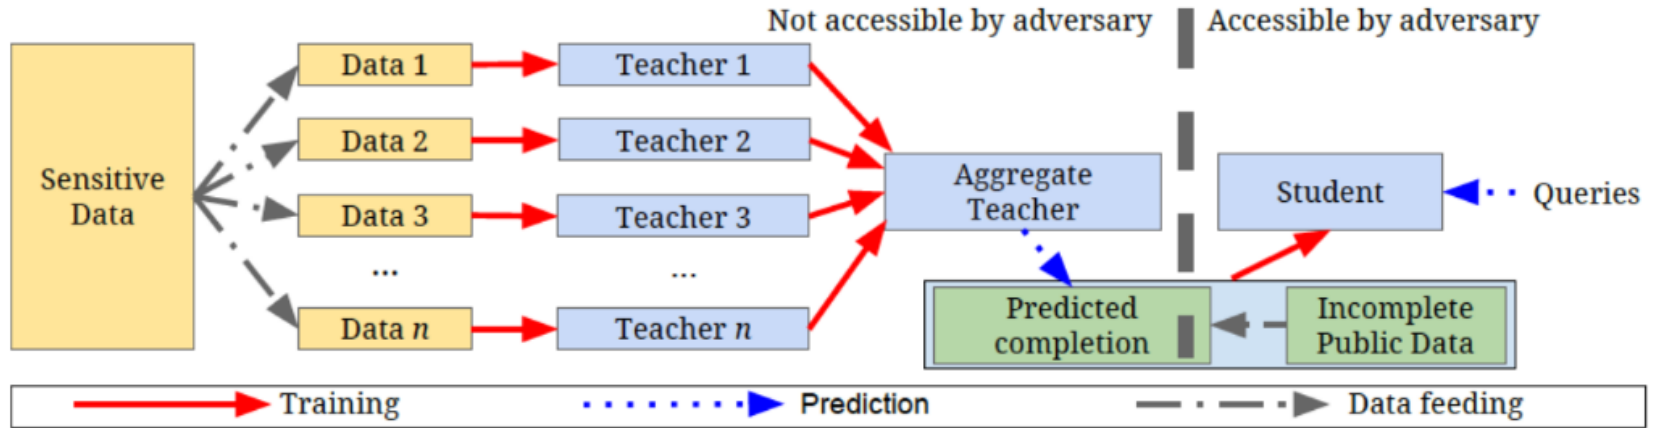 Not accessible by adversary
Accessible by adversary
Sensitive
Data
Data 1
Teacher 1
Data 2
Teacher 2
Data 3
Teacher 3
...
...
Data n
Teacher n
Aggregate
Teacher
Student
Queries
Predicted
completion
Incomplete
Public Data
Training
Prediction
Data feeding